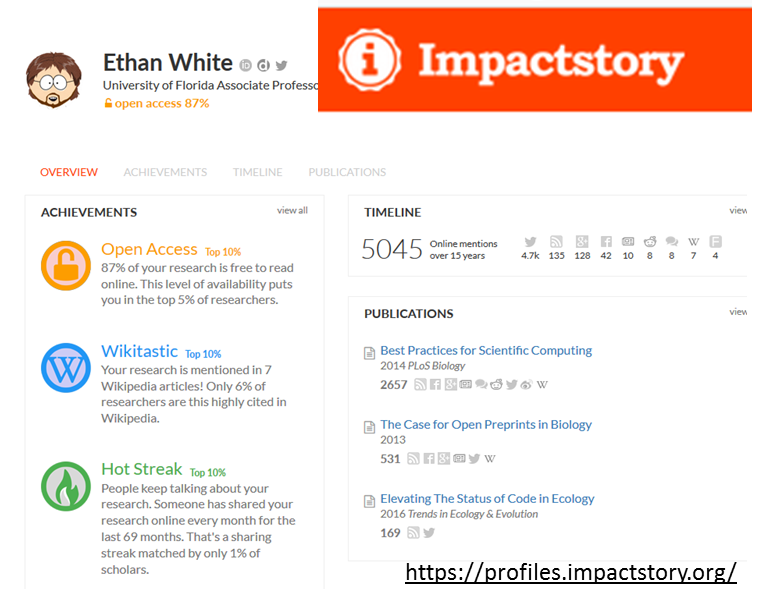 Ethan White
University of Florida Associate Professo
open access 87%
i Impactstory
OVERVIEW ACHIEVEMENTS TIMELINE PUBLICATIONS
ACHIEVEMENTS view all
Open Access Top 10%
87% of your research is free to read
online. This level of availability puts
you in the top 5% of researchers.
Wikitastic Top 10%
Your research is mentioned in 7
Wikipedia articles! Only 6% of
researchers are this highly cited in
Wikipedia.
Hot Streak Top 10%
People keep talking about your
research. Someone has shared your
research online every month for the
last 69 months. That's a sharing
streak matched by only 1% of
scholars.
TIMELINE view
5045 Online mentions
over 15 years
4.7k 135 128 42 10 8 8 7 4
PUBLICATIONS view
Best Practices for Scientific Computing
2014 PLoS Biology
2657
The Case for Open Preprints in Biology
2013
531
Elevating The Status of Code in Ecology
2016 Trends in Ecology & Evolution
169
https://profiles.impactstory.org/